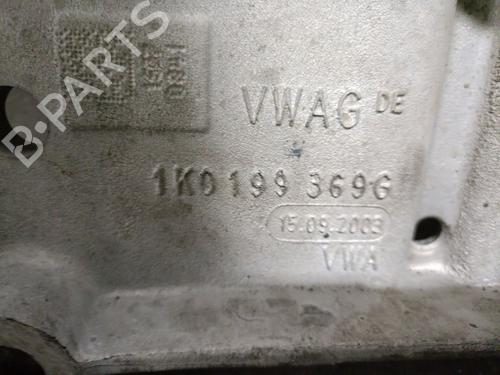 B-PARTS
VWAG DE
1K0 199 369G
15.09.2003
VWA